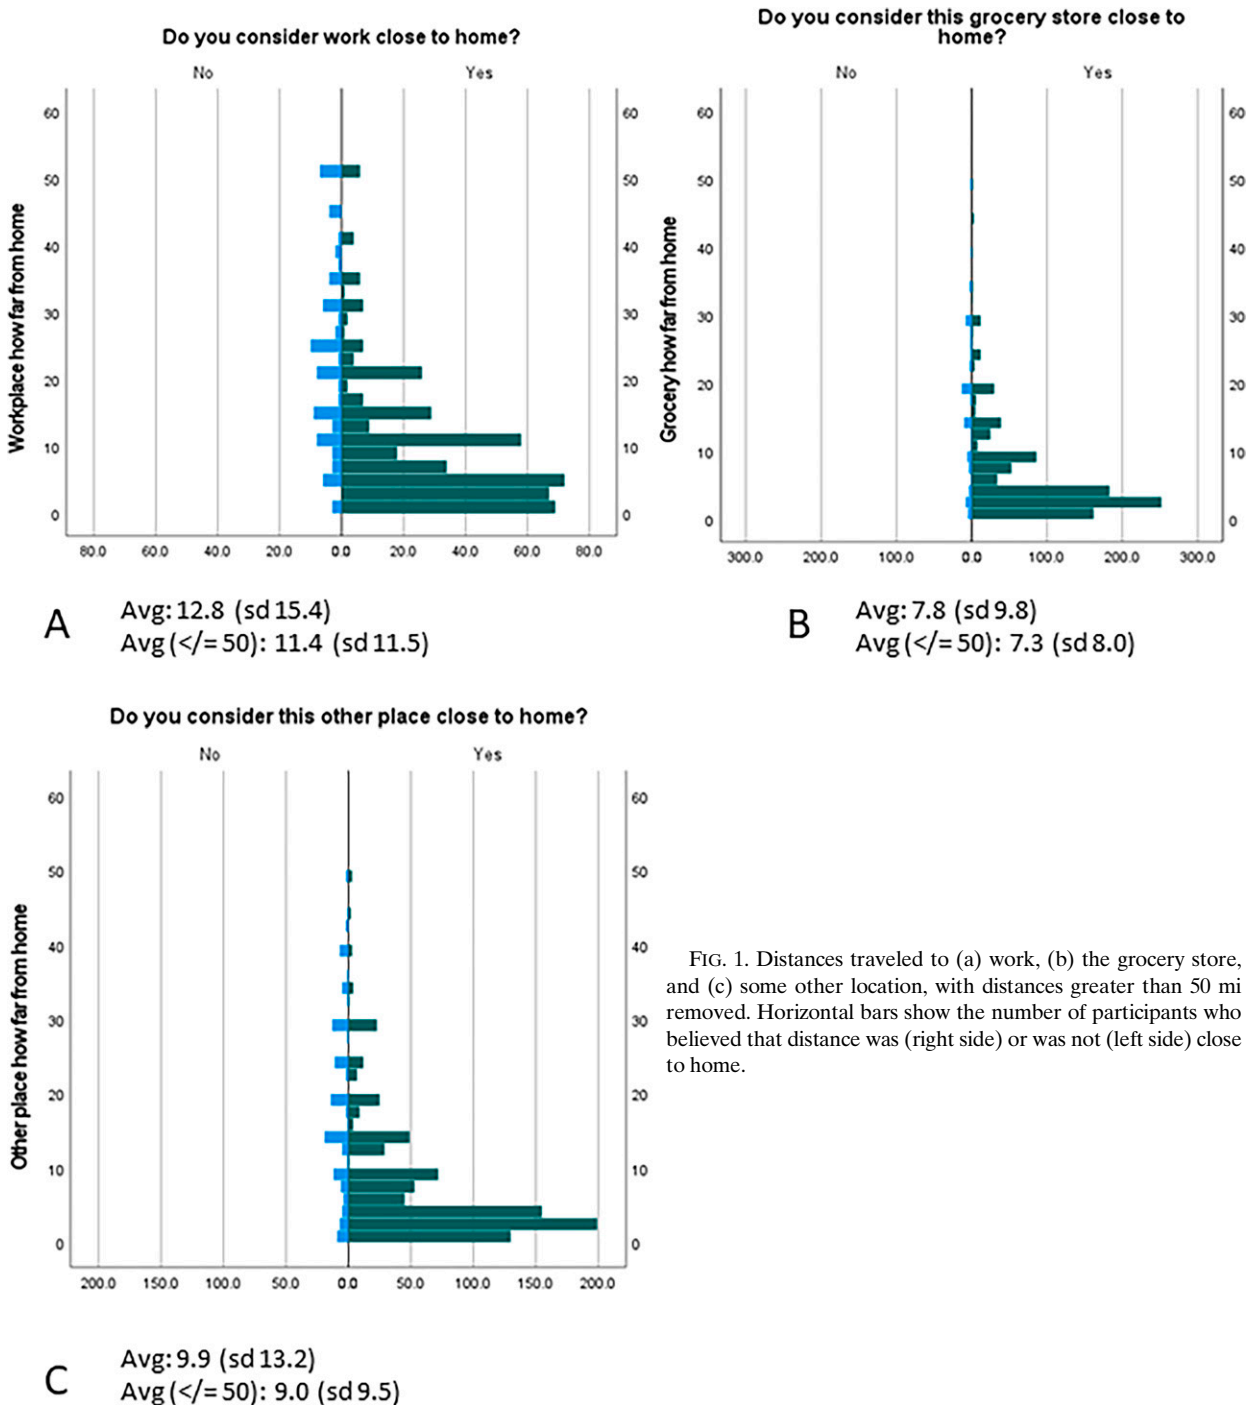 Do you consider work close to home?
No Yes
60 60
50 50
40 40
30 30
20 20
10 10
0 0
Workplace how far from home
80.0 60.0 40.0 20.0 0.0 20.0 40.0 60.0 80.0
A
Avg: 12.8 (sd 15.4)
Avg (</= 50): 11.4 (sd 11.5)
Do you consider this grocery store close to
home?
No Yes
60 60
50 50
40 40
30 30
20 20
10 10
0 0
Grocery how far from home
300.0 200.0 100.0 0.0 100.0 200.0 300.0
B
Avg: 7.8 (sd 9.8)
Avg (</= 50): 7.3 (sd 8.0)
Do you consider this other place close to home?
No Yes
60 60
50 50
40 40
30 30
20 20
10 10
0 0
Other place how far from home
200.0 150.0 100.0 50.0 0.0 50.0 100.0 150.0 200.0
C
Avg: 9.9 (sd 13.2)
Avg (</= 50): 9.0 (sd 9.5)
FIG. 1. Distances traveled to (a) work, (b) the grocery store,
and (c) some other location, with distances greater than 50 mi
removed. Horizontal bars show the number of participants who
believed that distance was (right side) or was not (left side) close
to home.